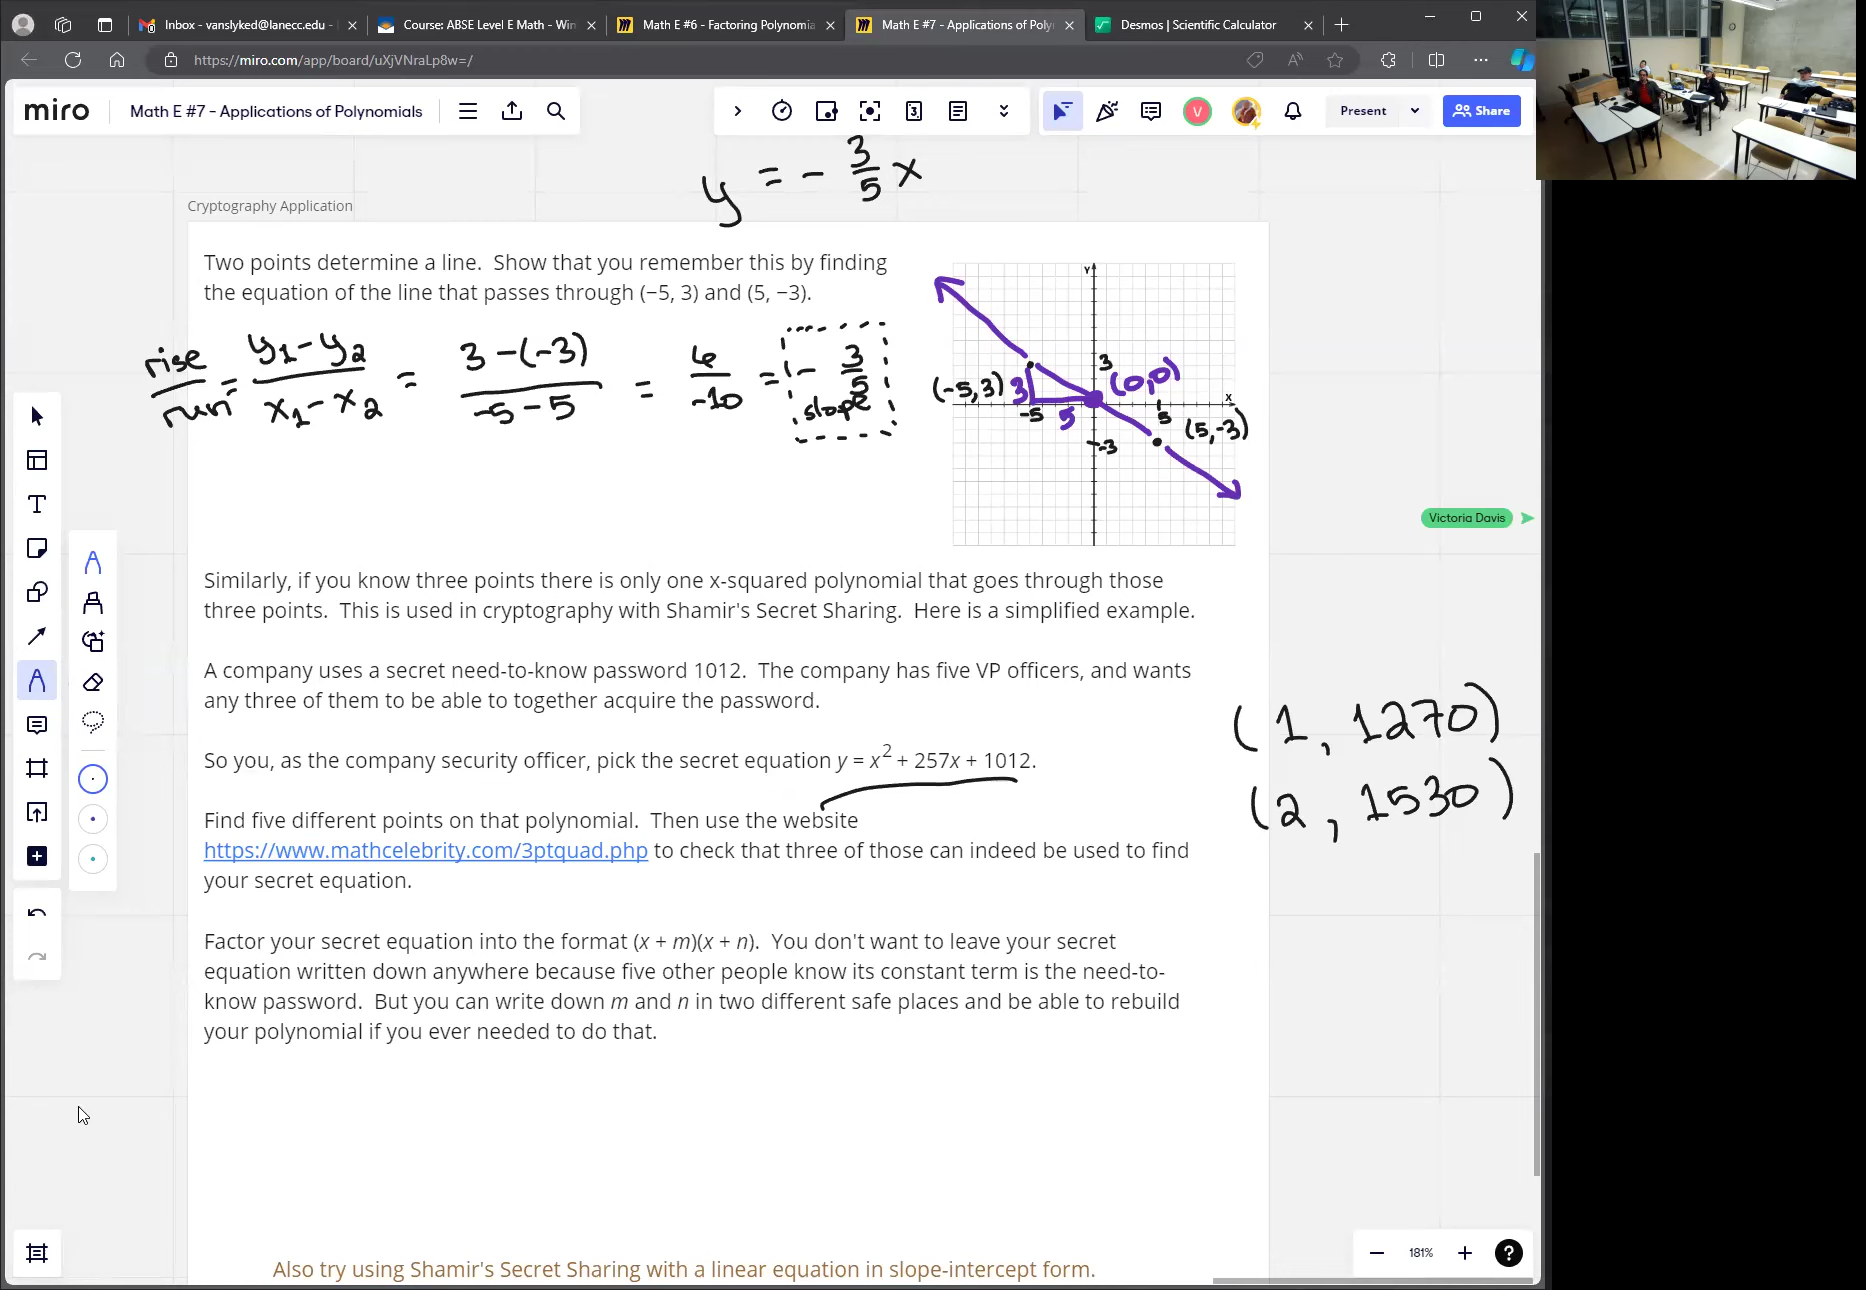 Inbox - vanslyked@lanecc.edu -
Course: ABSE Level E Math - Win
Math E #6 - Factoring Polynomia
Math E #7 - Applications of Poly
Desmos | Scientific Calculator
https://miro.com/app/board/uXjVNraLp8w=/
miro
Math E #7 - Applications of Polynomials
V
Present
Share
y = - 3/5 x
Cryptography Application
Two points determine a line. Show that you remember this by finding
the equation of the line that passes through (−5, 3) and (5, −3).
rise/run = y1 - y2 / x1 - x2 = 3 - (-3) / -5 - 5 = 6/-10 = - 3/5
slope
Y
3
(0,0)
(-5,3)
3
X
-5
5
5
(5,-3)
-3
Victoria Davis
Similarly, if you know three points there is only one x-squared polynomial that goes through those
three points. This is used in cryptography with Shamir's Secret Sharing. Here is a simplified example.
A company uses a secret need-to-know password 1012. The company has five VP officers, and wants
any three of them to be able to together acquire the password.
(1, 1270)
So you, as the company security officer, pick the secret equation y = x² + 257x + 1012.
(2, 1530)
Find five different points on that polynomial. Then use the website
https://www.mathcelebrity.com/3ptquad.php to check that three of those can indeed be used to find
your secret equation.
Factor your secret equation into the format (x + m)(x + n). You don't want to leave your secret
equation written down anywhere because five other people know its constant term is the need-to-
know password. But you can write down m and n in two different safe places and be able to rebuild
your polynomial if you ever needed to do that.
181%
Also try using Shamir's Secret Sharing with a linear equation in slope-intercept form.